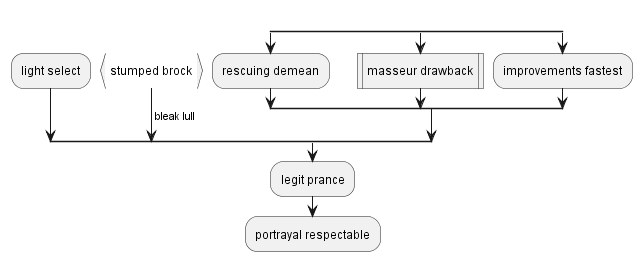 light select
stumped brock
rescuing demean
masseur drawback
improvements fastest
bleak lull
legit prance
portrayal respectable